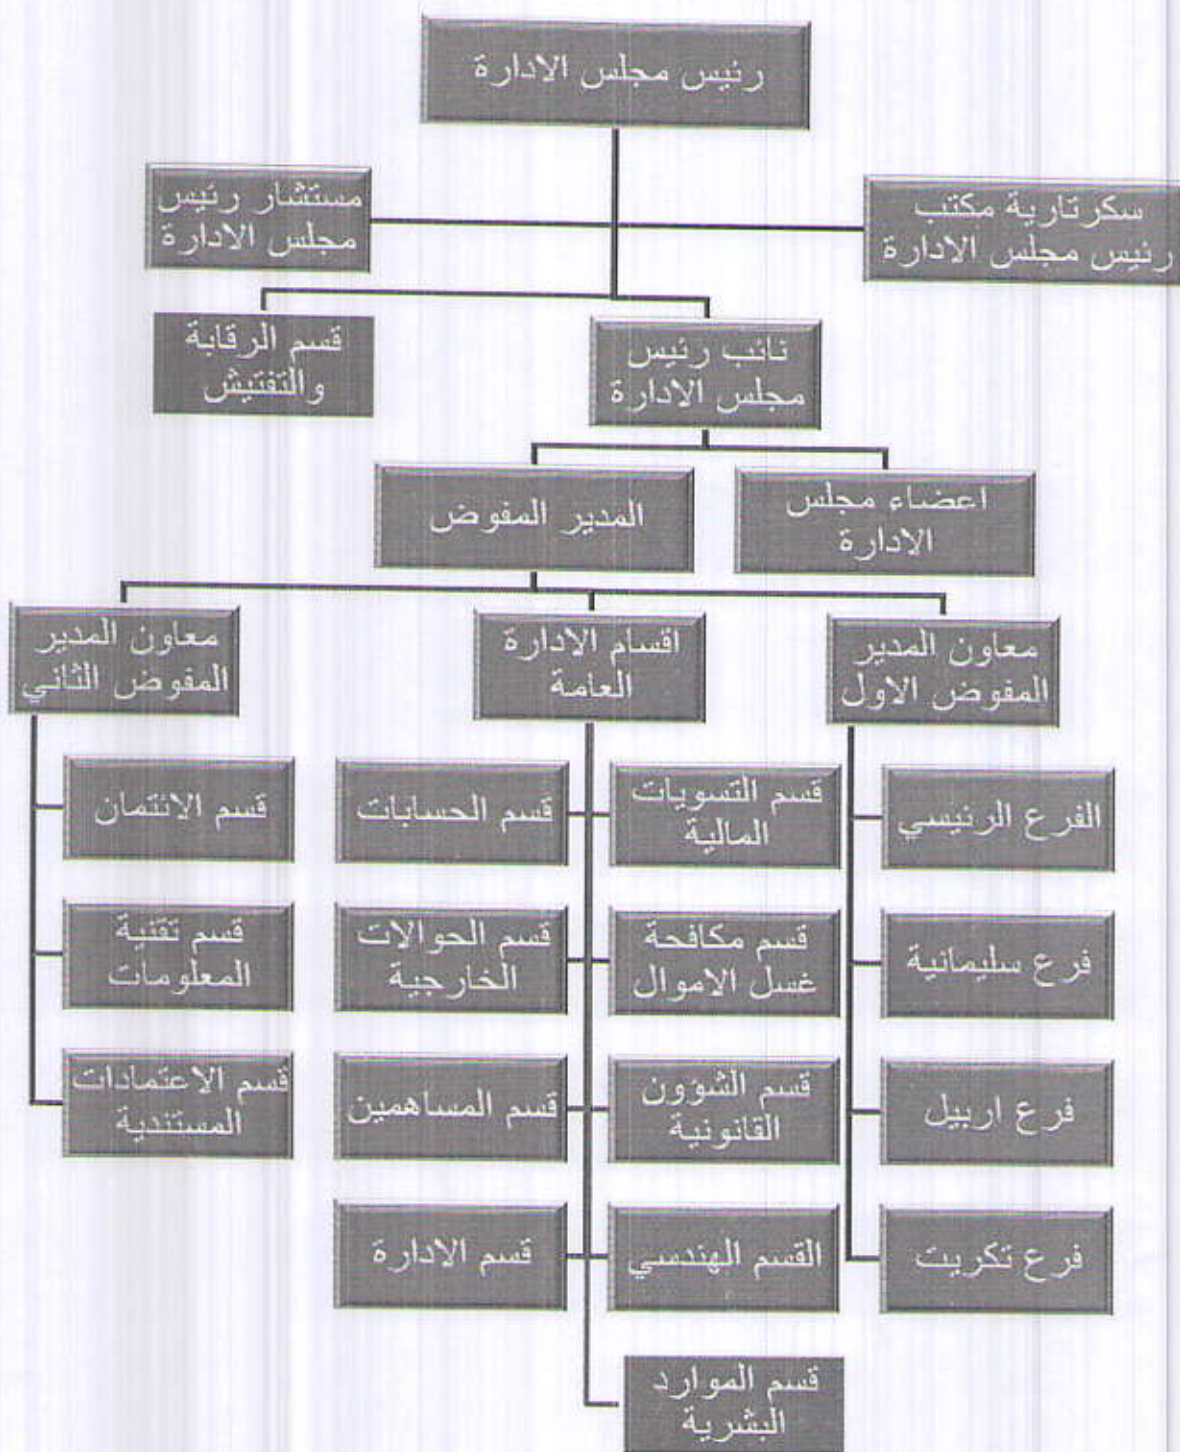 رئيس مجلس الادارة
سكرتارية مكتب
رئيس مجلس الادارة
مستشار رئيس
مجلس الادارة
نائب رئيس
مجلس الادارة
قسم الرقابة
والتفتيش
اعضاء مجلس
الادارة
المدير المفوض
معاون المدير
المفوض الاول
اقسام الادارة
العامة
معاون المدير
المفوض الثاني
الفرع الرئيسي
قسم التسويات
المالية
قسم الحسابات
قسم الائتمان
فرع سليمانية
قسم مكافحة
غسل الاموال
قسم الحوالات
الخارجية
قسم تقنية
المعلومات
فرع اربيل
قسم الشؤون
القانونية
قسم المساهمين
قسم الاعتمادات
المستندية
فرع تكريت
القسم الهندسي
قسم الادارة
قسم الموارد
البشرية